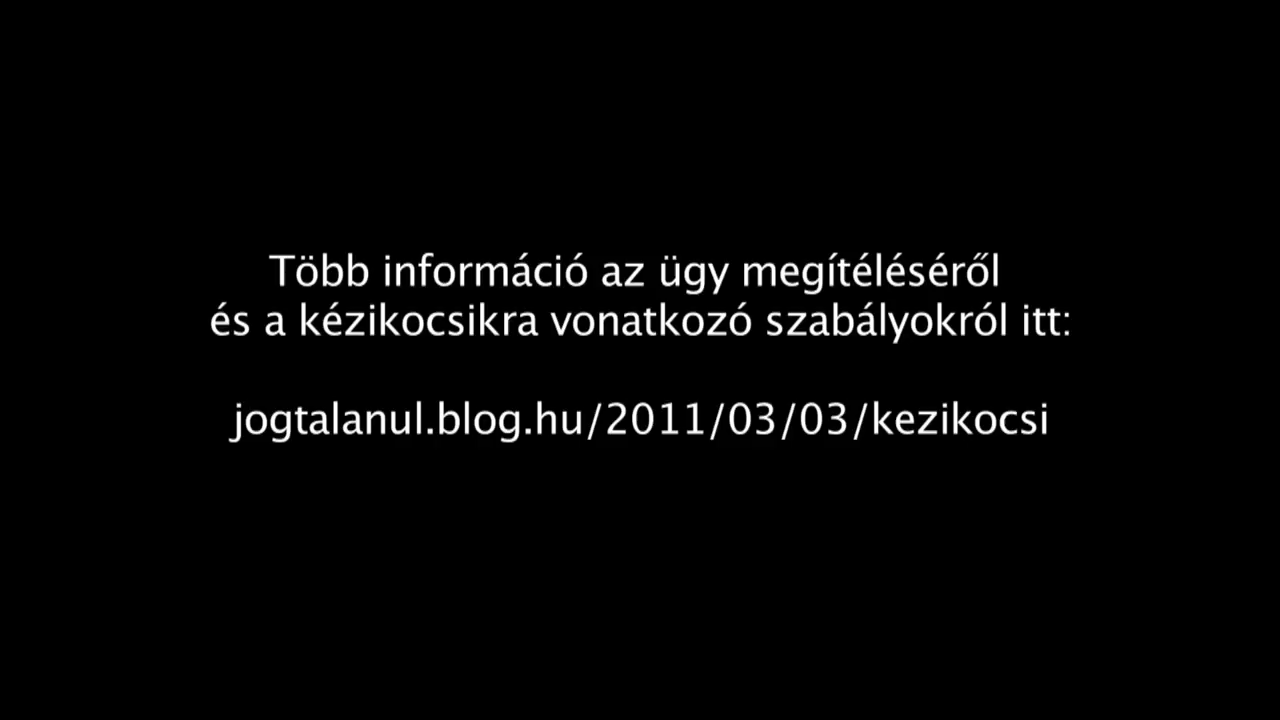 Több információ az ügy megítéléséről
és a kézikocsikra vonatkozó szabályokról itt:
jogtalanul.blog.hu/2011/03/03/kezikocsi